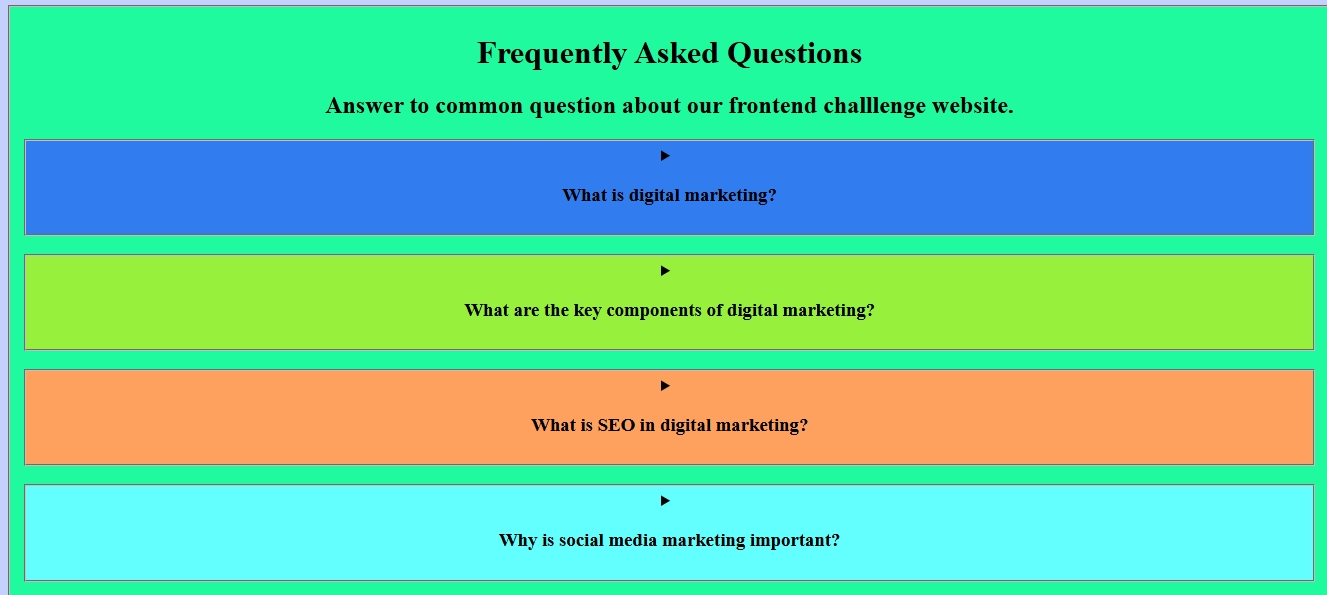 Frequently Asked Questions
Answer to common question about our frontend challlenge website.
What is digital marketing?
What are the key components of digital marketing?
What is SEO in digital marketing?
Why is social media marketing important?